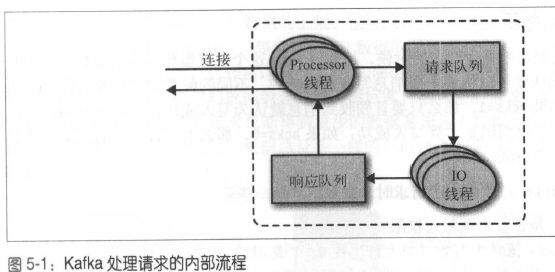 连接
Processor
线程
请求队列
响应队列
IO
线程
图 5-1：Kafka 处理请求的内部流程